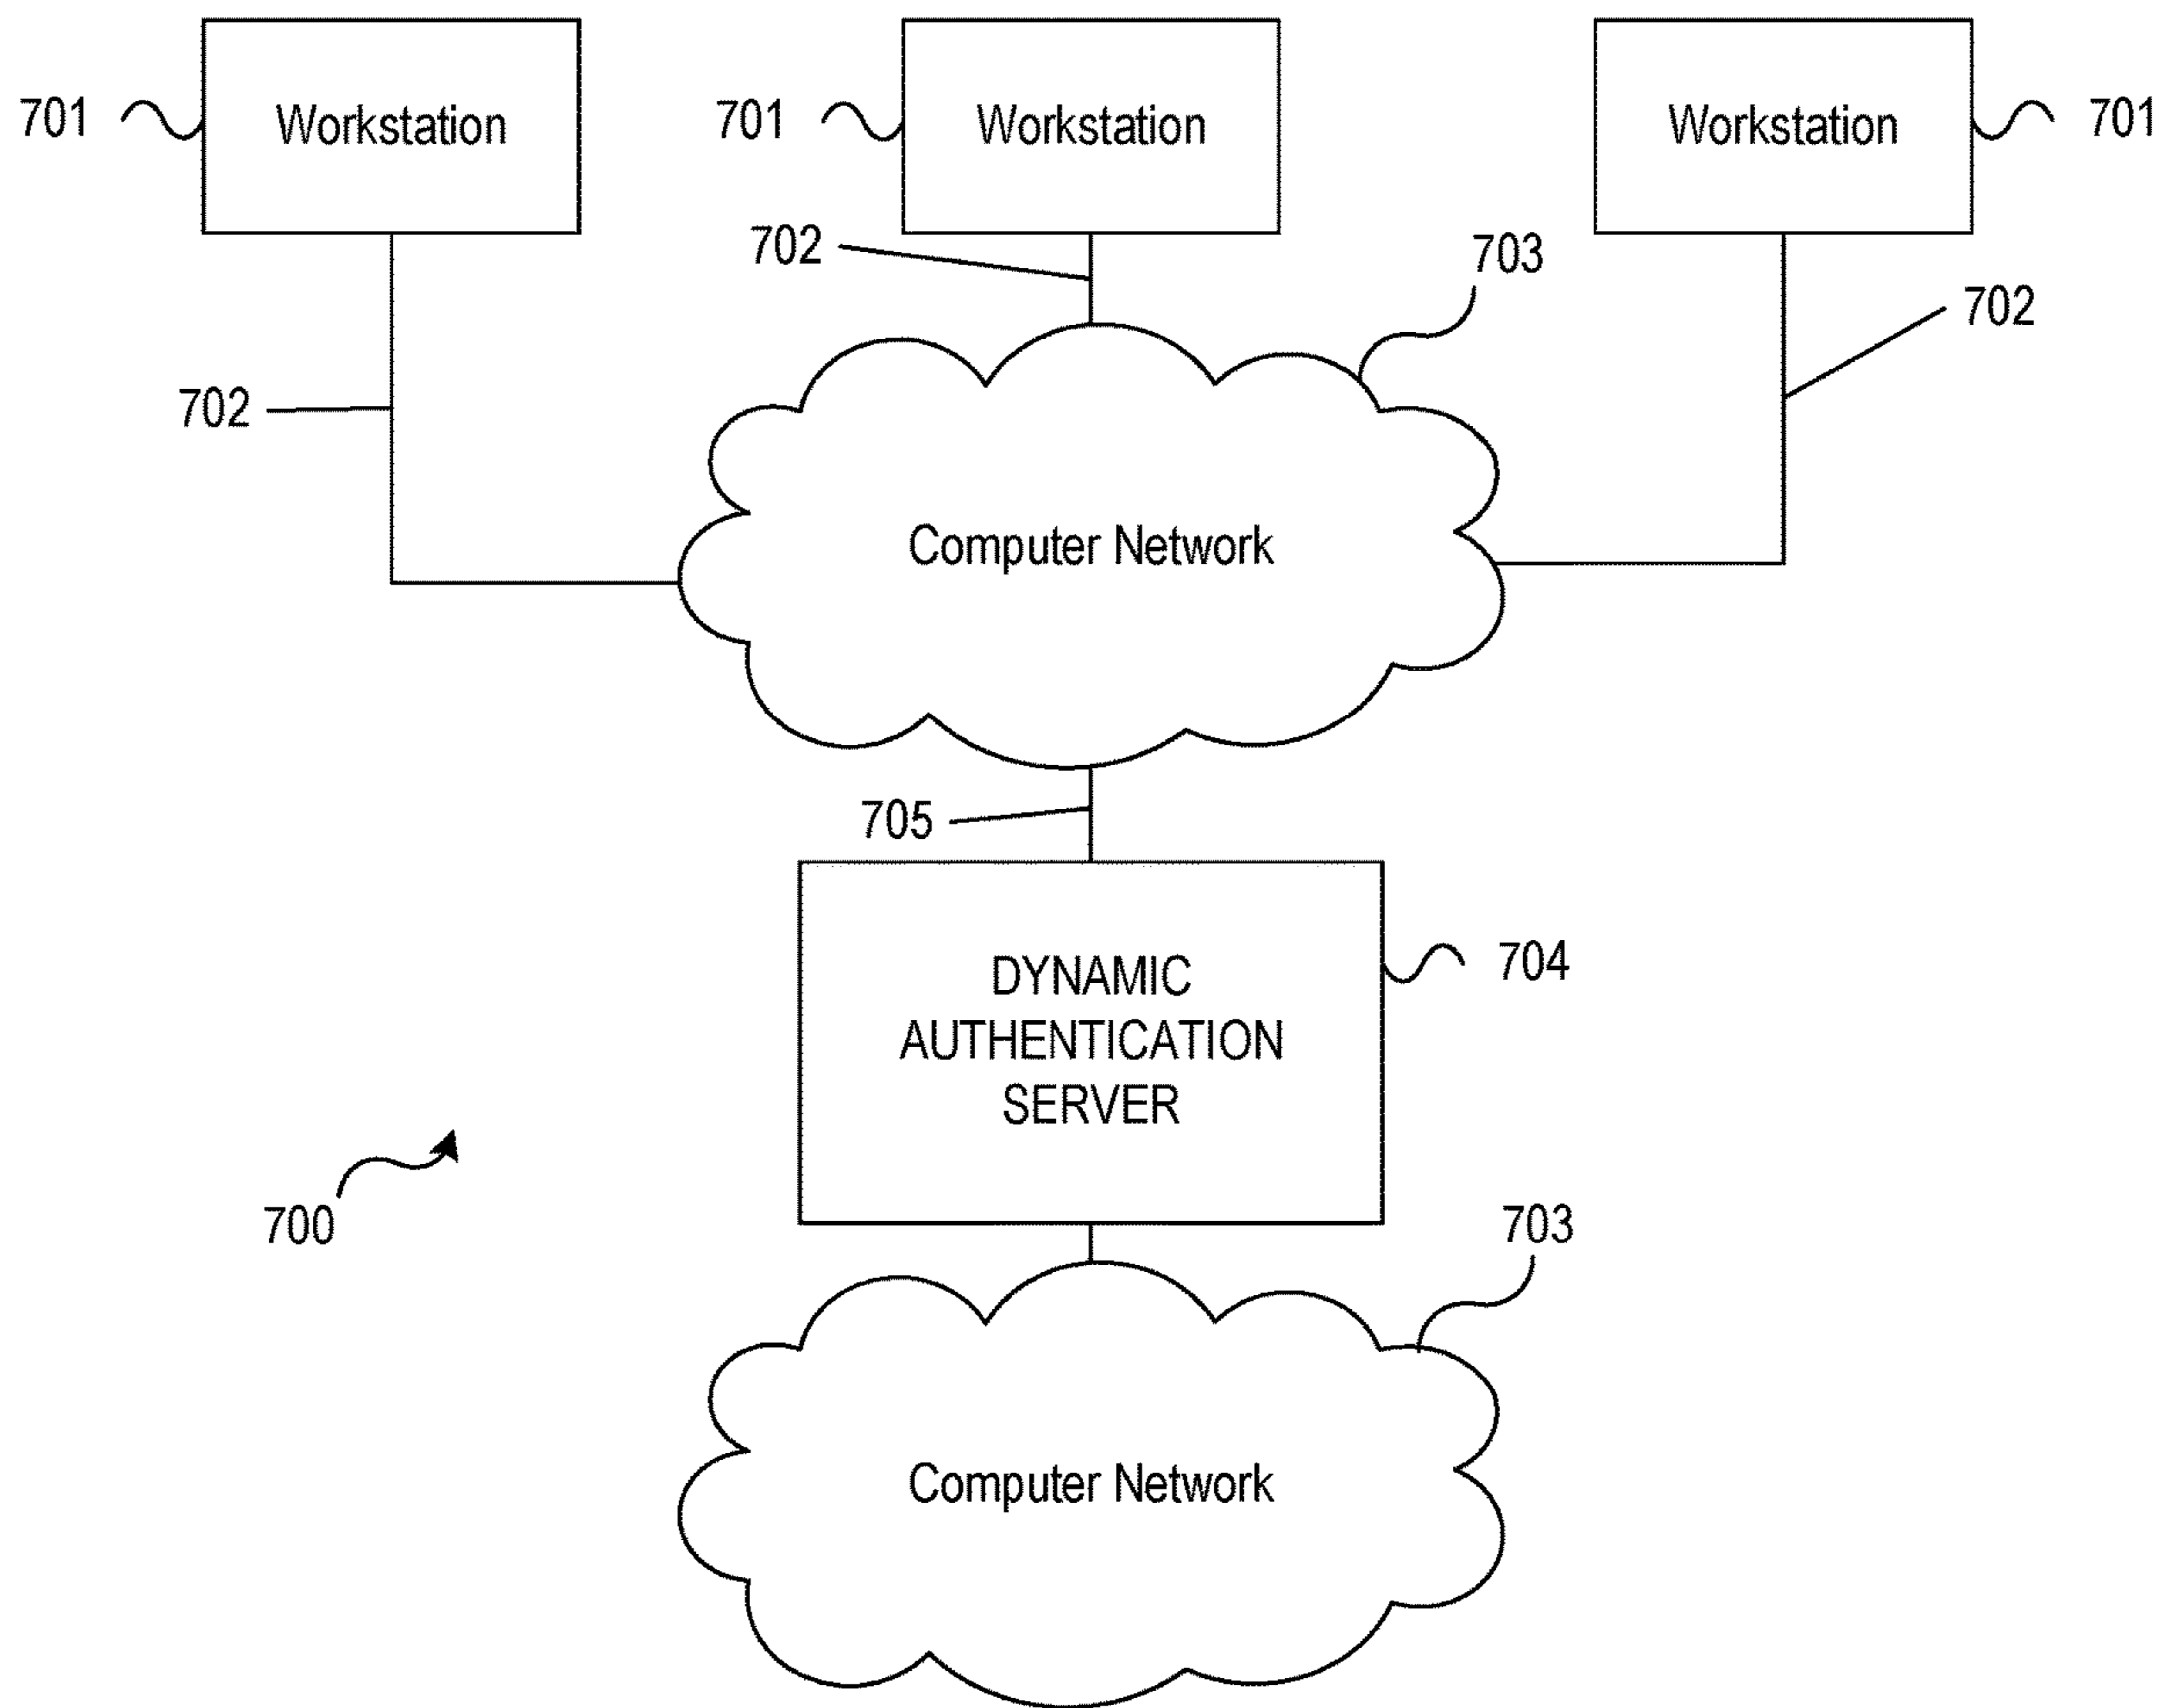 701
Workstation
701
Workstation
Workstation
701
702
703
702
702
Computer Network
705
DYNAMIC
AUTHENTICATION
SERVER
704
700
703
Computer Network